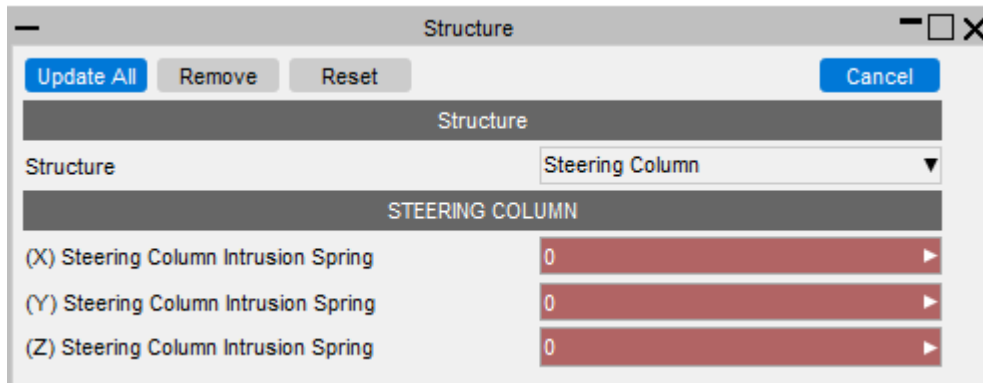 Structure
Update All Remove Reset Cancel
Structure
Structure Steering Column
STEERING COLUMN
(X) Steering Column Intrusion Spring 0
(Y) Steering Column Intrusion Spring 0
(Z) Steering Column Intrusion Spring 0